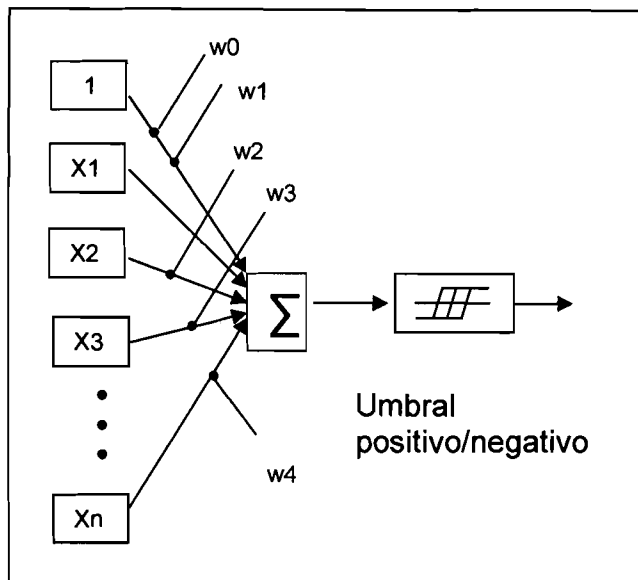 w0
1
w1
X1
w2
w3
X2
X3
Σ
Umbral
positivo/negativo
w4
Xn